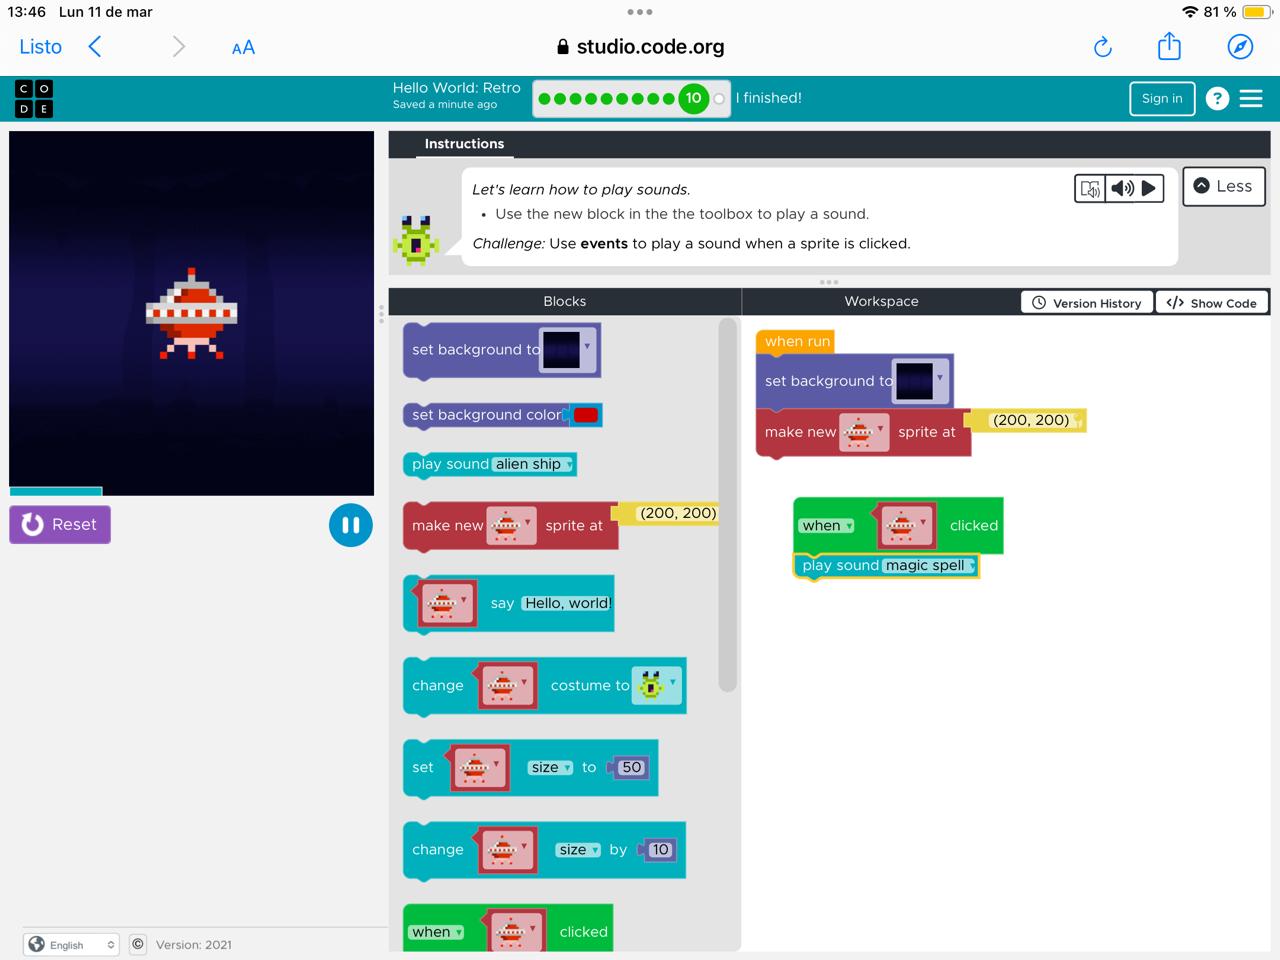 13:46 Lun 11 de mar
81 %
Listo
AA
studio.code.org
C O
D E
Hello World: Retro
Saved a minute ago
10
I finished!
Sign in
?
Instructions
Let's learn how to play sounds.
• Use the new block in the the toolbox to play a sound.
Challenge: Use events to play a sound when a sprite is clicked.
Less
Blocks
Workspace
Version History
</> Show Code
Reset
set background to
set background color
play sound alien ship
make new sprite at (200, 200)
say Hello, world!
change costume to
set size to 50
change size by 10
when clicked
when run
set background to
make new sprite at (200, 200)
when clicked
play sound magic spell
English
© Version: 2021